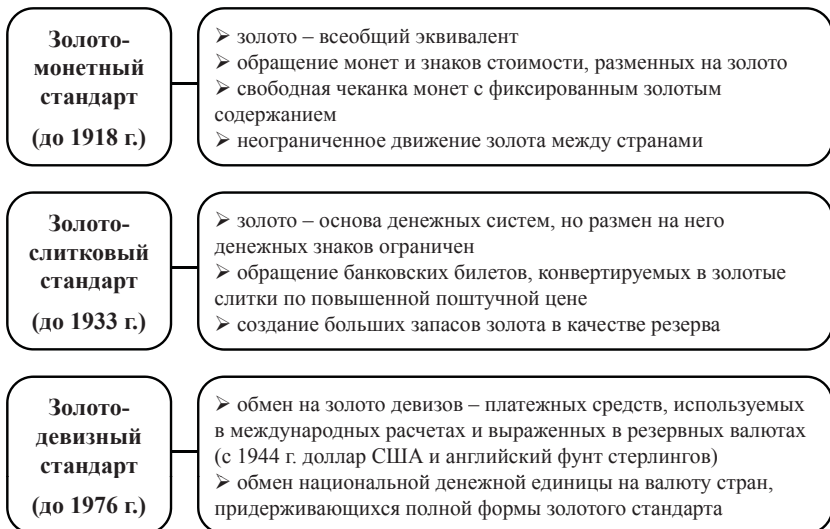 Золото-
монетный
стандарт
(до 1918 г.)
➢ золото – всеобщий эквивалент
➢ обращение монет и знаков стоимости, разменных на золото
➢ свободная чеканка монет с фиксированным золотым
содержанием
➢ неограниченное движение золота между странами
Золото-
слитковый
стандарт
(до 1933 г.)
➢ золото – основа денежных систем, но размен на него
денежных знаков ограничен
➢ обращение банковских билетов, конвертируемых в золотые
слитки по повышенной поштучной цене
➢ создание больших запасов золота в качестве резерва
Золото-
девизный
стандарт
(до 1976 г.)
➢ обмен на золото девизов – платежных средств, используемых
в международных расчетах и выраженных в резервных валютах
(с 1944 г. доллар США и английский фунт стерлингов)
➢ обмен национальной денежной единицы на валюту стран,
придерживающихся полной формы золотого стандарта